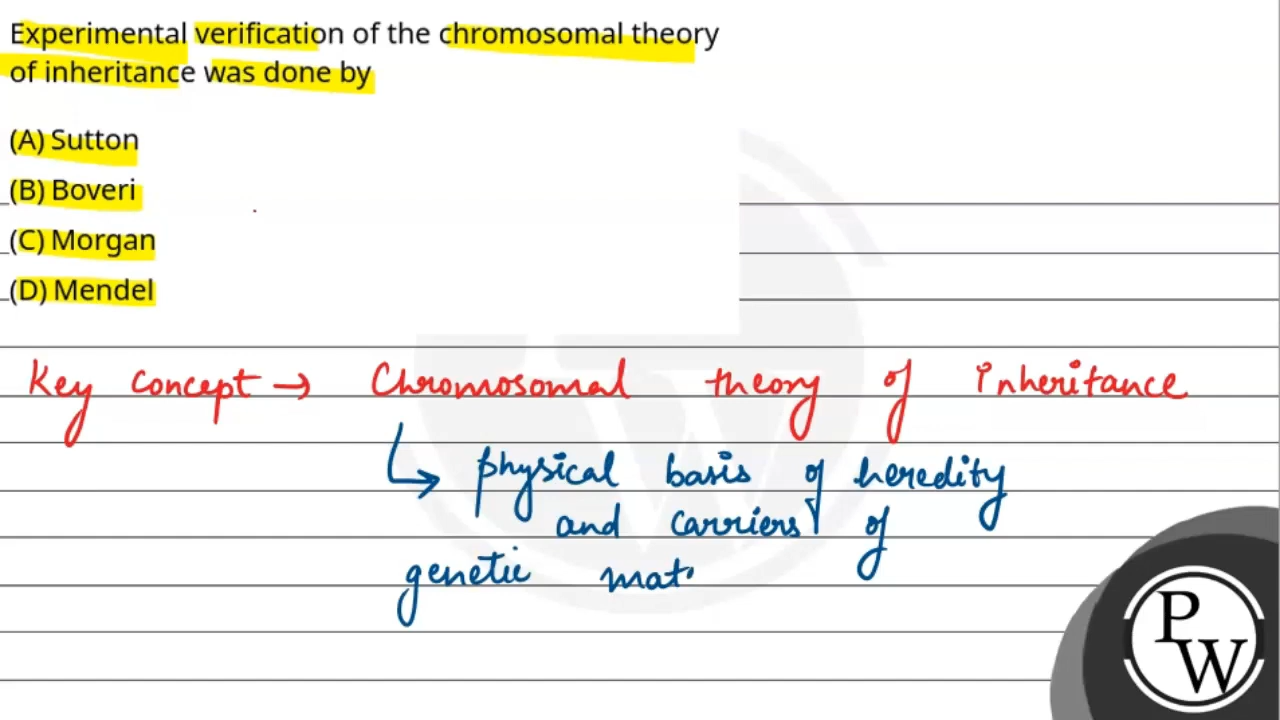 Experimental verification of the chromosomal theory
of inheritance was done by
(A) Sutton
(B) Boveri
(C) Morgan
(D) Mendel
Key concept → Chromosomal theory of inheritance
physical basis of heredity
and carriers of
genetic mat
PW